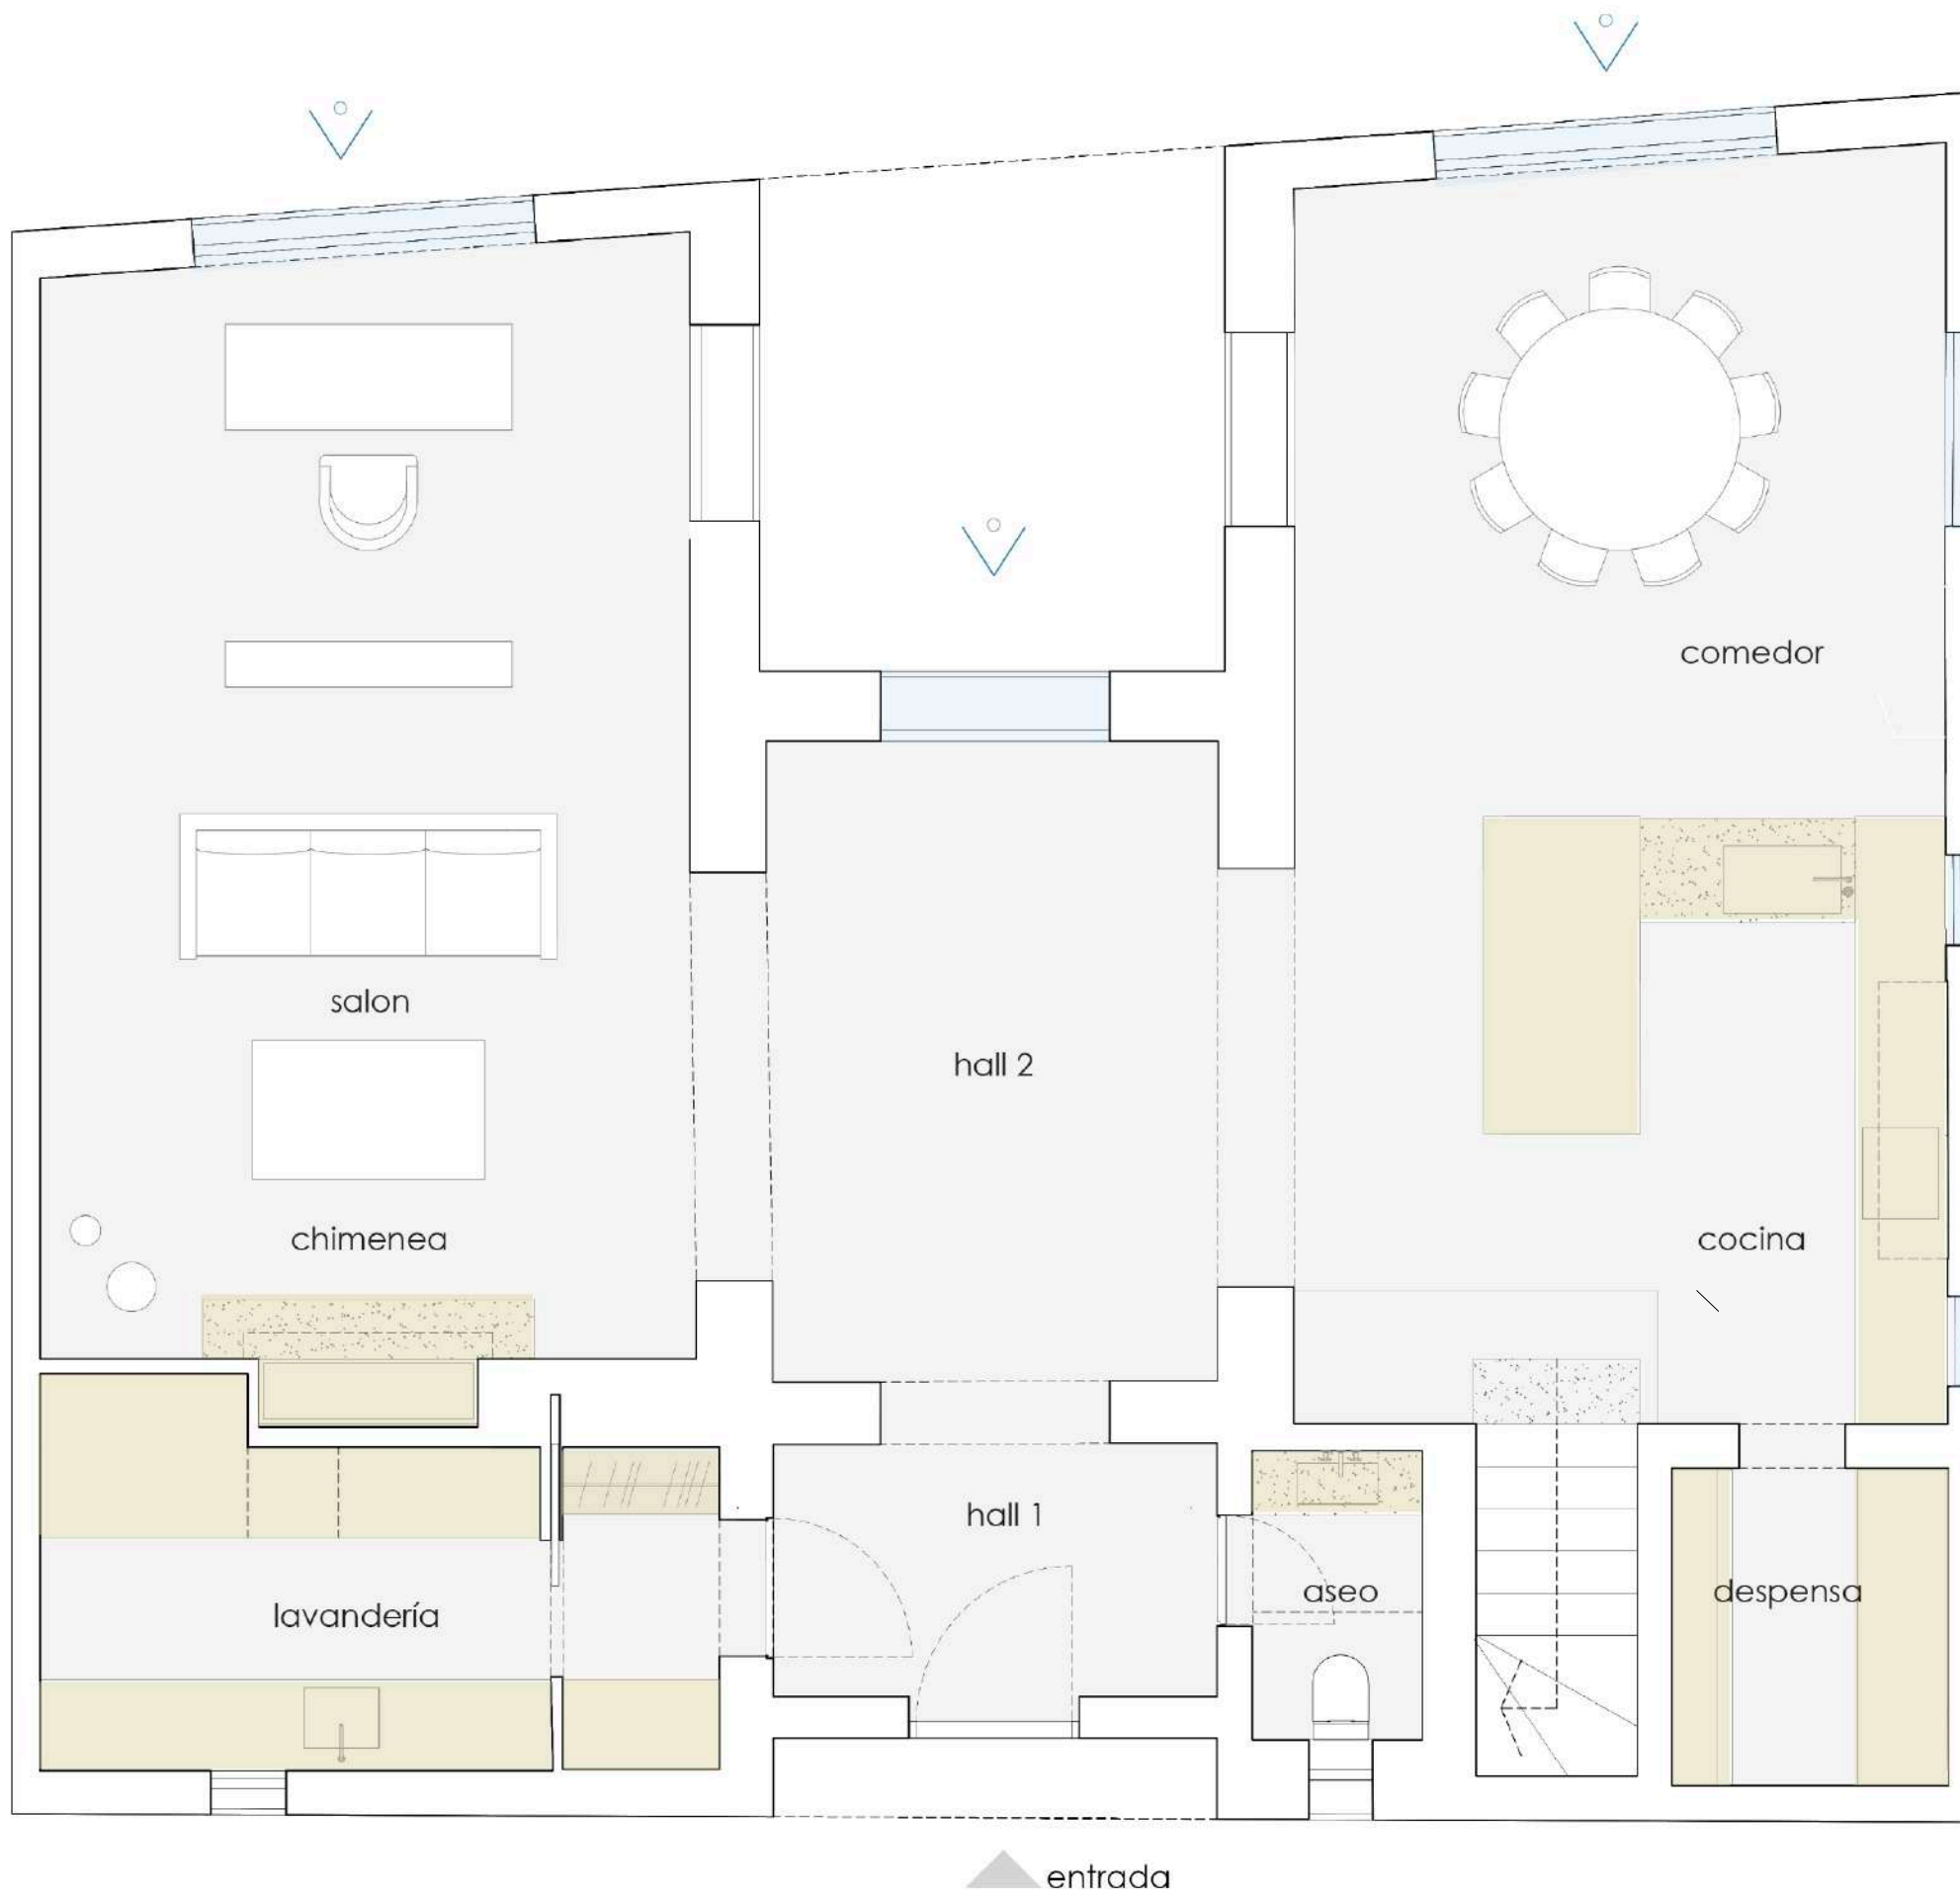 comedor
salon
hall 2
chimenea
cocina
hall 1
aseo
despensa
lavandería
entrada